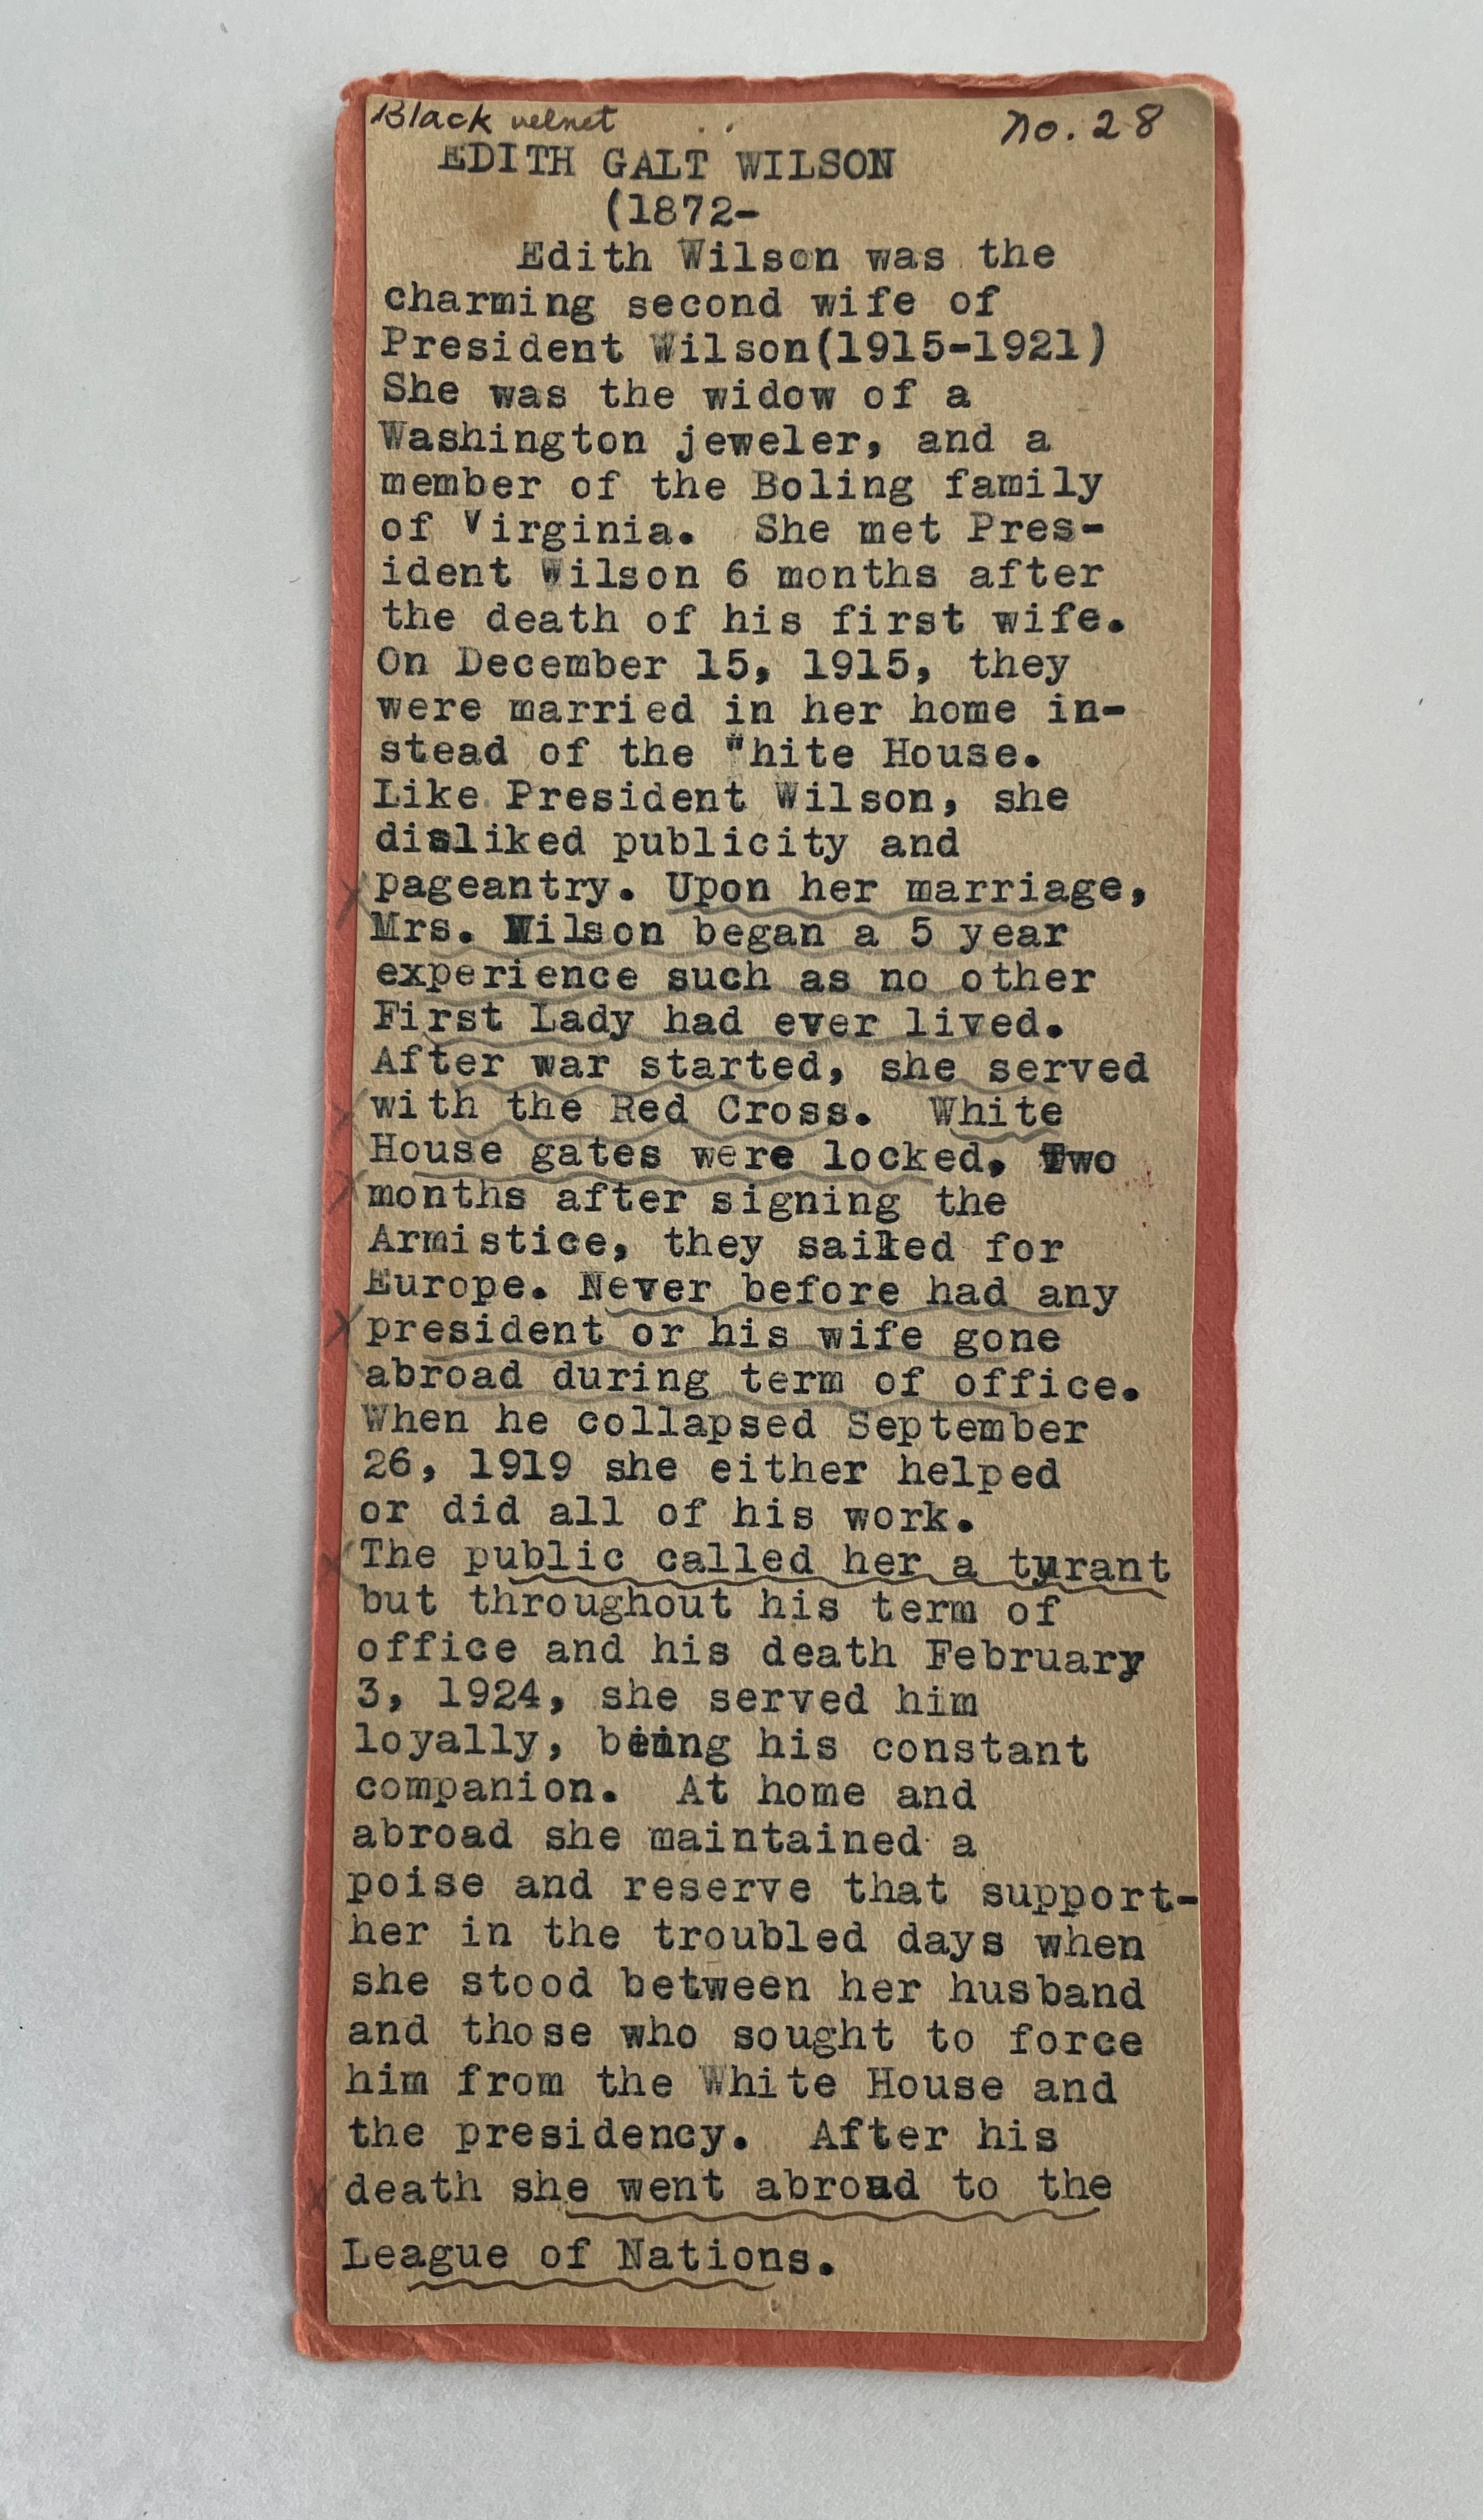 Black velvet no. 28
EDITH GALT WILSON
(1872-
Edith Wilson was the
charming second wife of
President Wilson(1915-1921)
She was the widow of a
Washington jeweler, and a
member of the Boling family
of Virginia. She met Pres-
ident Wilson 6 months after
the death of his first wife.
On December 15, 1915, they
were married in her home in-
stead of the "hite House.
Like President Wilson, she
disliked publicity and
pageantry. Upon her marriage,
Mrs. Wilson began a 5 year
experience such as no other
First Lady had ever lived.
After war started, she served
with the Red Cross. White
House gates were locked. Two
months after signing the
Armistice, they sailed for
Europe. Never before had any
president or his wife gone
abroad during term of office.
When he collapsed September
26, 1919 she either helped
or did all of his work.
The public called her a tyrant
but throughout his term of
office and his death February
3, 1924, she served him
loyally, being his constant
companion. At home and
abroad she maintained a
poise and reserve that support-
her in the troubled days when
she stood between her husband
and those who sought to force
him from the White House and
the presidency. After his
death she went abroad to the
League of Nations.